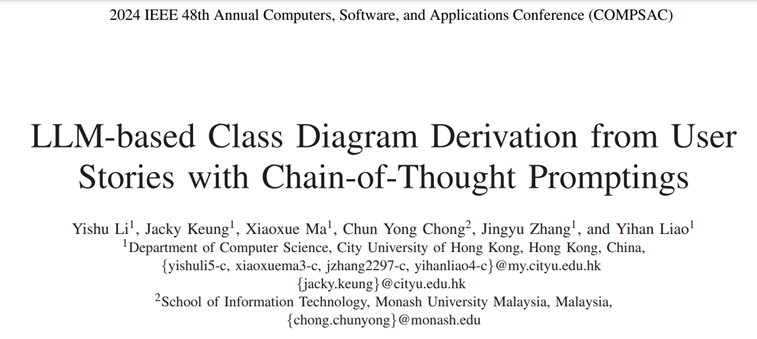 2024 IEEE 48th Annual Computers, Software, and Applications Conference (COMPSAC)
LLM-based Class Diagram Derivation from User
Stories with Chain-of-Thought Promptings
Yishu Li¹, Jacky Keung¹, Xiaoxue Ma¹, Chun Yong Chong², Jingyu Zhang¹, and Yihan Liao¹
¹Department of Computer Science, City University of Hong Kong, Hong Kong, China,
{yishuli5-c, xiaoxuema3-c, jzhang2297-c, yihanliao4-c}@my.cityu.edu.hk
{jacky.keung}@cityu.edu.hk
²School of Information Technology, Monash University Malaysia, Malaysia,
{chong.chunyong}@monash.edu